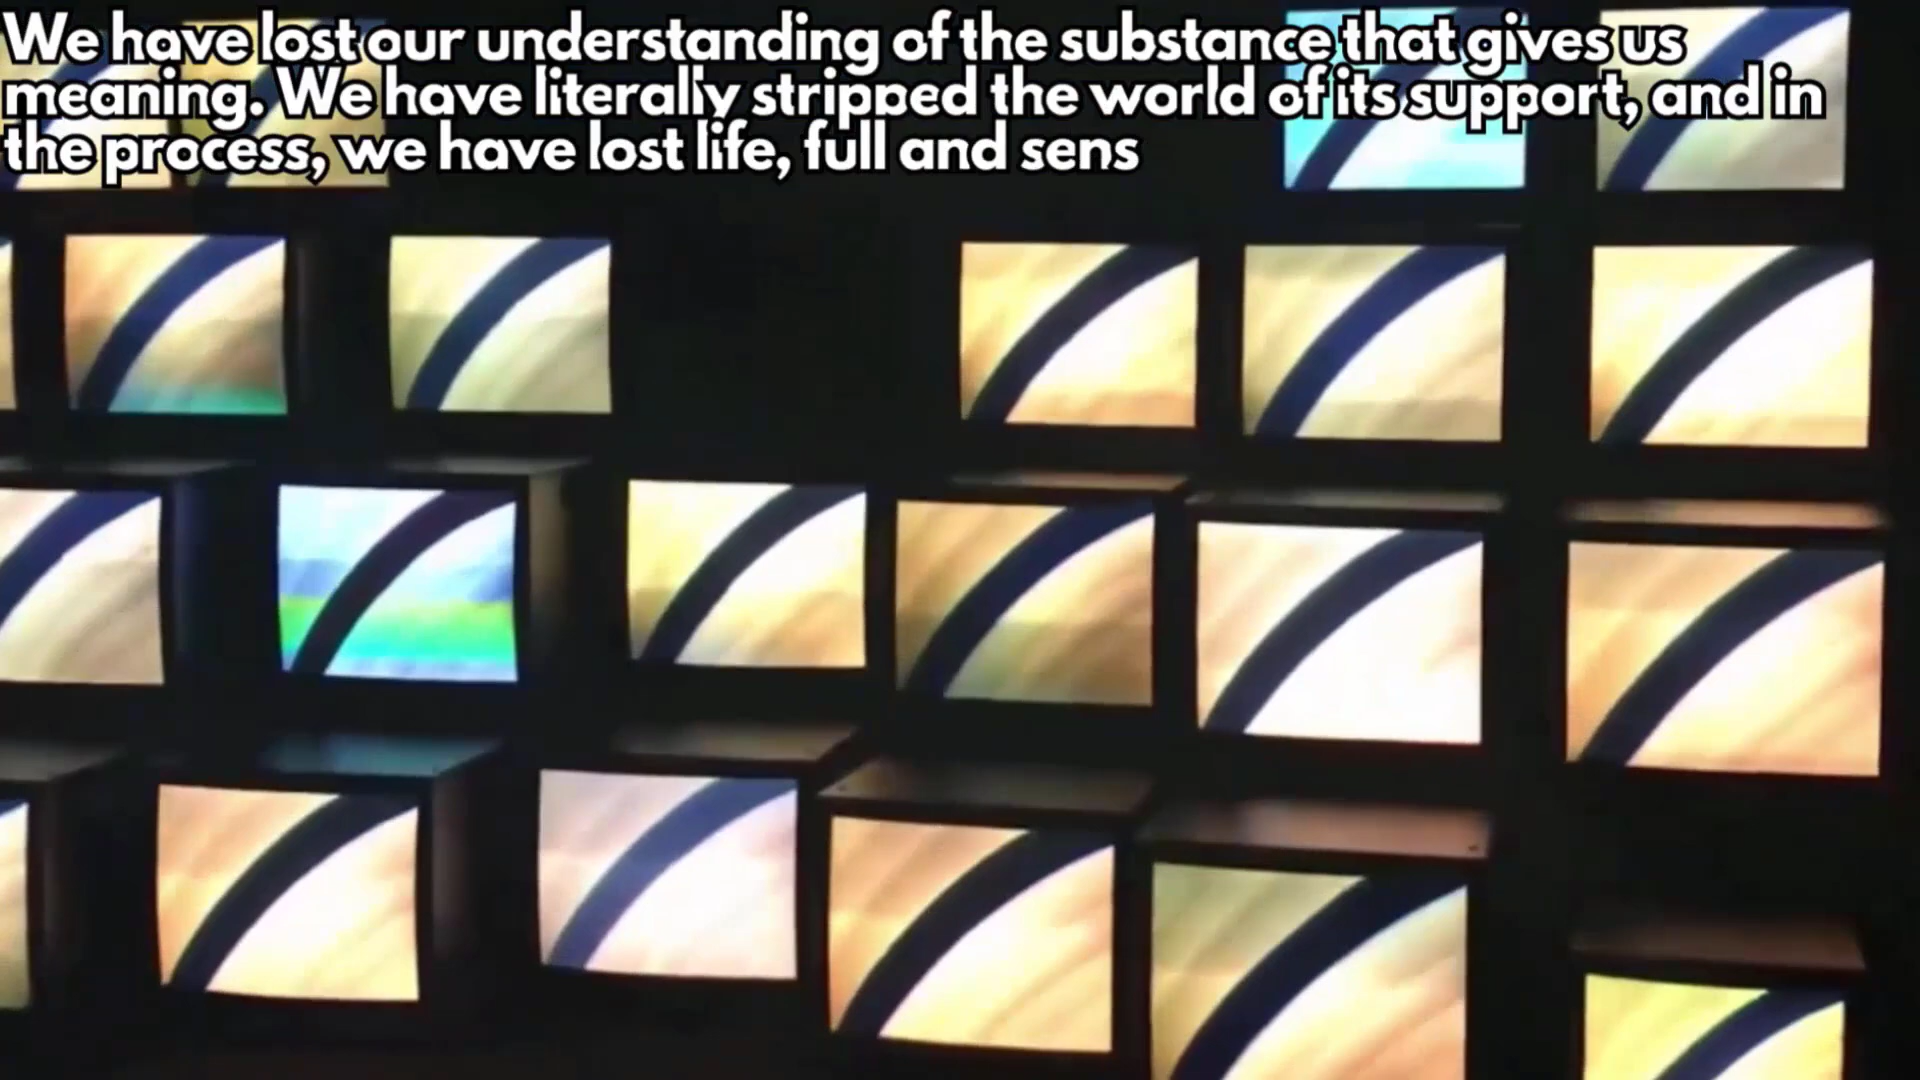 We have lost our understanding of the substance that gives us
meaning. We have literally stripped the world of its support, and in
the process, we have lost life, full and sens